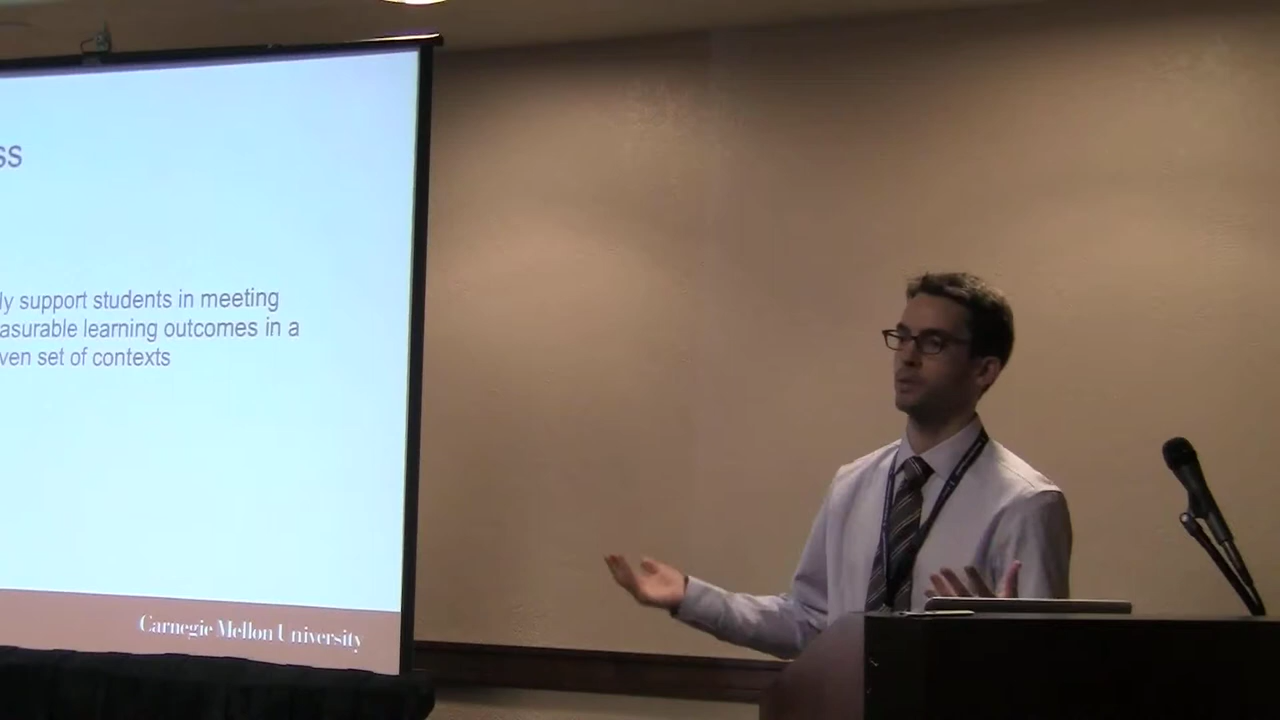 ss
ly support students in meeting
asurable learning outcomes in a
ven set of contexts
Carnegie Mellon University